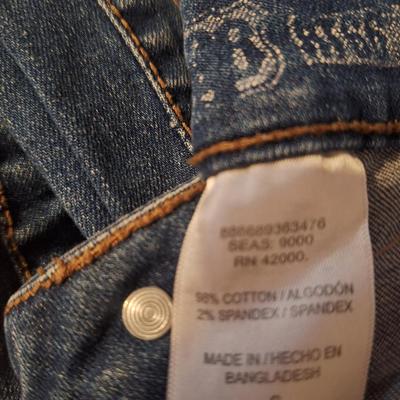 B
888689363476
SEAS: 9000
RN 42000.
98% COTTON / ALGODÓN
2% SPANDEX / SPANDEX
MADE IN / HECHO EN
BANGLADESH